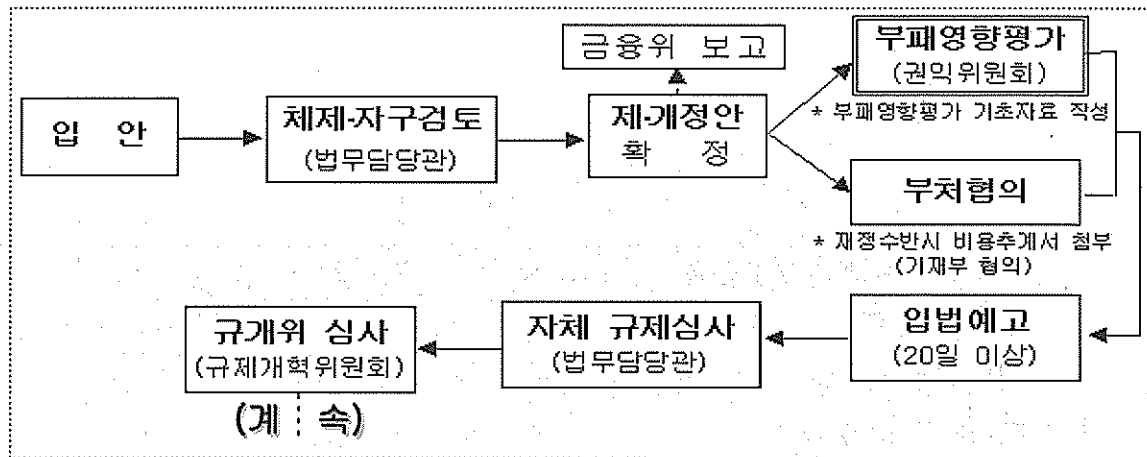 금융위 보고
부패영향평가
(권익위원회)
입 안
체제·자구검토
(법무담당관)
제·개정안
확 정
* 부패영향평가 기초자료 작성
부처협의
* 재정수반시 비용추계서 첨부
(기재부 협의)
규개위 심사
(규제개혁위원회)
자체 규제심사
(법무담당관)
입법예고
(20일 이상)
(계 속)